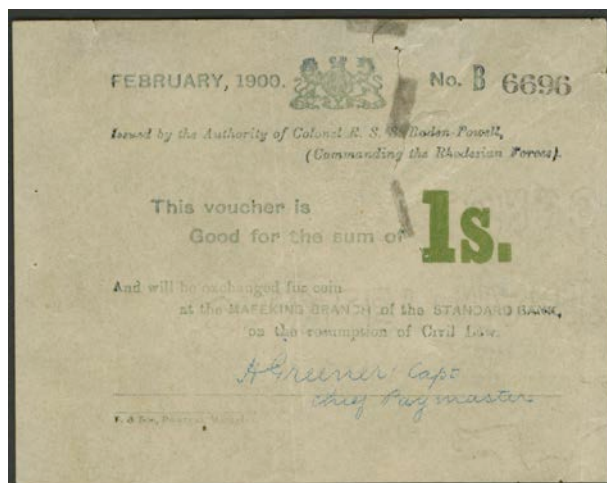 FEBRUARY, 1900. No. B 6696
Issued by the Authority of Colonel R. S. S. Baden-Powell,
(Commanding the Rhodesian Forces).
This voucher is
Good for the sum of 1s.
And will be exchanged for coin
at the MAFEKING BRANCH of the STANDARD BANK,
on the resumption of Civil Law.
H Greener Capt
Chief Paymaster